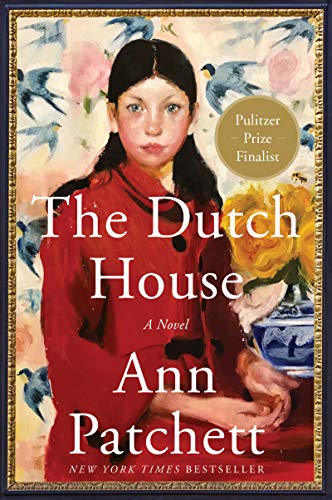 Pulitzer
Prize
Finalist
The Dutch
House
A Novel
Ann
Patchett
NEW YORK TIMES BESTSELLER